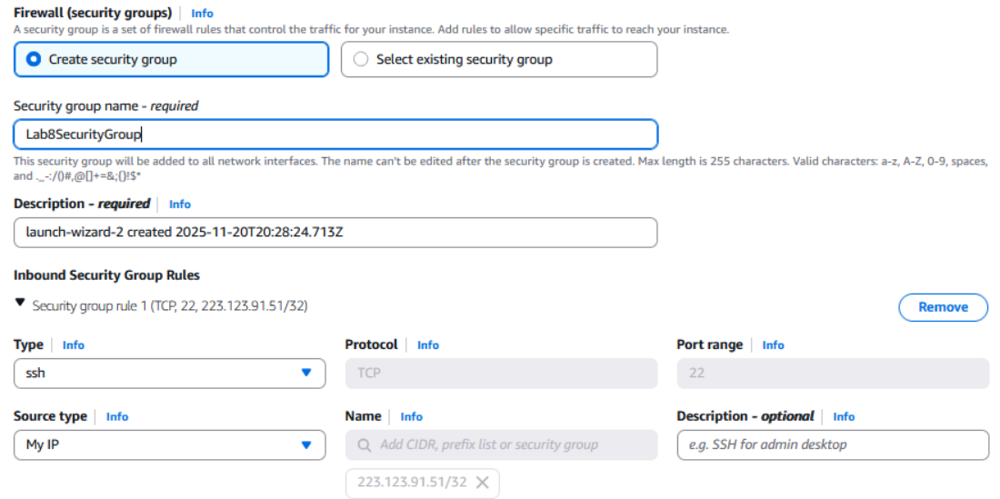 Firewall (security groups) Info
A security group is a set of firewall rules that control the traffic for your instance. Add rules to allow specific traffic to reach your instance.
Create security group Select existing security group
Security group name - required
Lab8SecurityGroup
This security group will be added to all network interfaces. The name can't be edited after the security group is created. Max length is 255 characters. Valid characters: a-z, A-Z, 0-9, spaces,
and ._-:/()#,@[]+=&;{}!$*
Description - required Info
launch-wizard-2 created 2025-11-20T20:28:24.713Z
Inbound Security Group Rules
Security group rule 1 (TCP, 22, 223.123.91.51/32)
Remove
Type Info Protocol Info Port range Info
ssh TCP 22
Source type Info Name Info Description - optional Info
My IP Add CIDR, prefix list or security group e.g. SSH for admin desktop
223.123.91.51/32